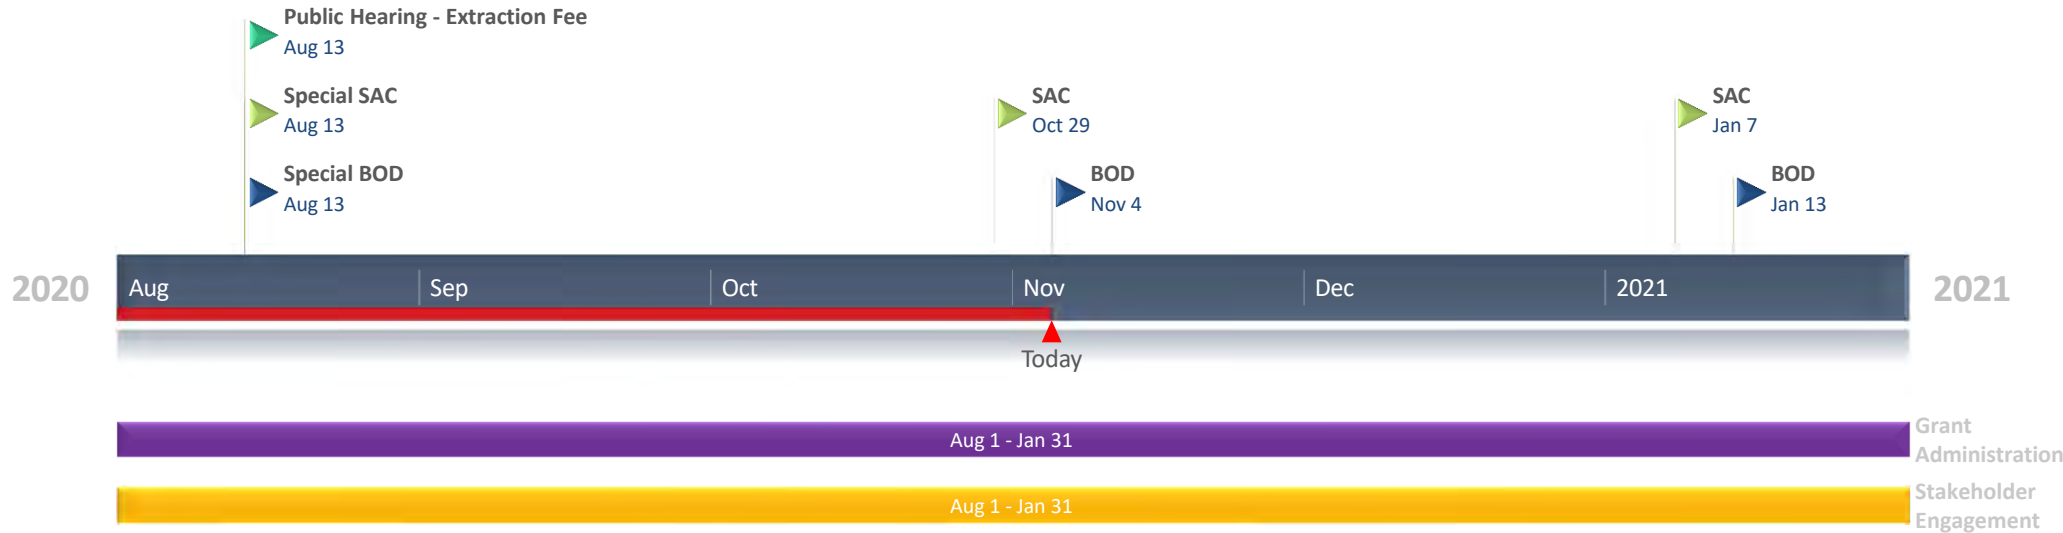 Public Hearing - Extraction Fee
Aug 13
Special SAC
Aug 13
SAC
Oct 29
SAC
Jan 7
Special BOD
Aug 13
BOD
Nov 4
BOD
Jan 13
2020
Aug
Sep
Oct
Nov
Dec
2021
2021
Today
Aug 1 - Jan 31
Grant
Administration
Aug 1 - Jan 31
Stakeholder
Engagement